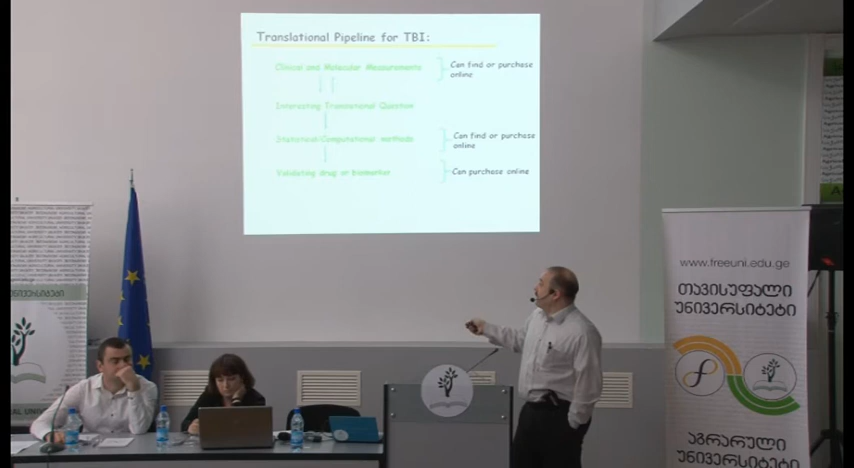 Translational Pipeline for TBI:
Clinical and Molecular Measurements
Can find or purchase
online
Interesting Translational Question
Statistical/Computational methods
Can find or purchase
online
Validating drug or biomarker
Can purchase online
www.freeuni.edu.ge
თავისუფალი
უნივერსიტეტი
აგრარული
უნივერსიტეტი